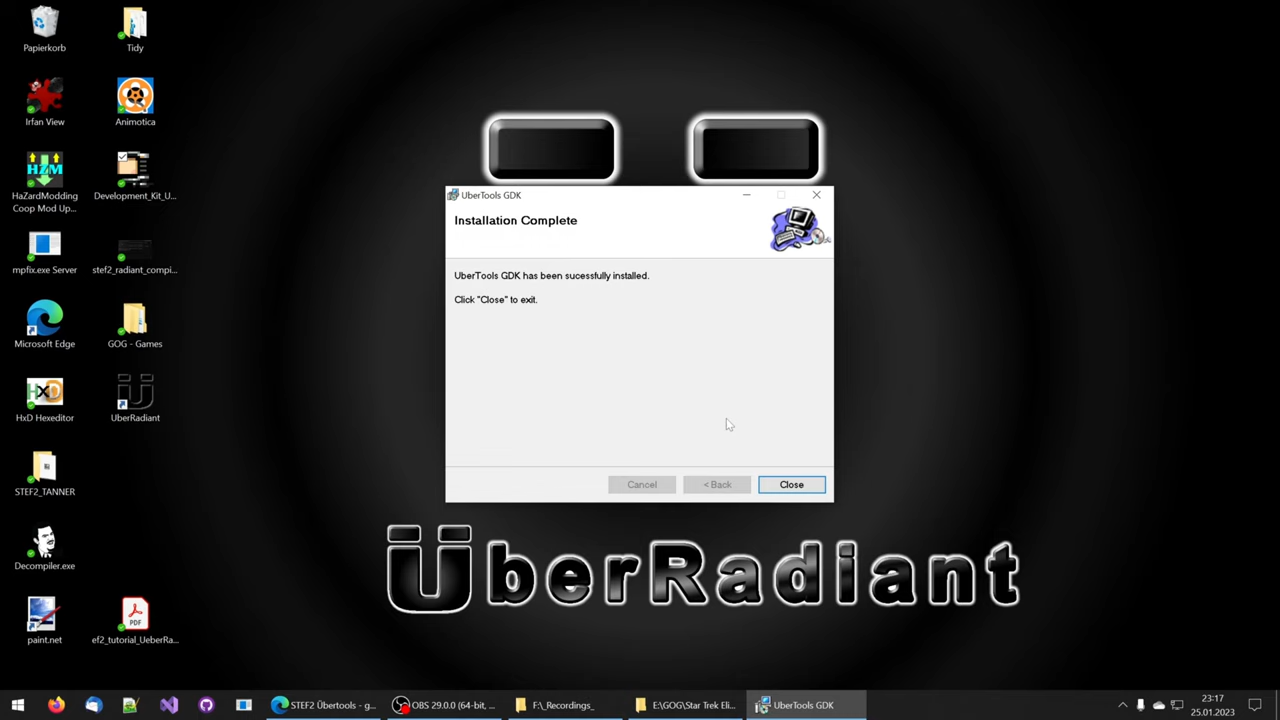 Papierkorb
Tidy
Irfan View
Animotica
HZM
HaZardModding
Coop Mod Up...
Development_Kit_U...
mpfix.exe Server
stef2_radiant_compi...
Microsoft Edge
GOG - Games
HxD
HxD Hexeditor
UberRadiant
STEF2_TANNER
Decompiler.exe
paint.net
PDF
ef2_tutorial_UeberRa...
UberTools GDK
Installation Complete
UberTools GDK has been sucessfully installed.
Click "Close" to exit.
Cancel
< Back
Close
ÜberRadiant
STEF2 Übertools - g...
OBS 29.0.0 (64-bit, ...
F:\_Recordings_
E:\GOG\Star Trek Eli...
UberTools GDK
23:17
25.01.2023